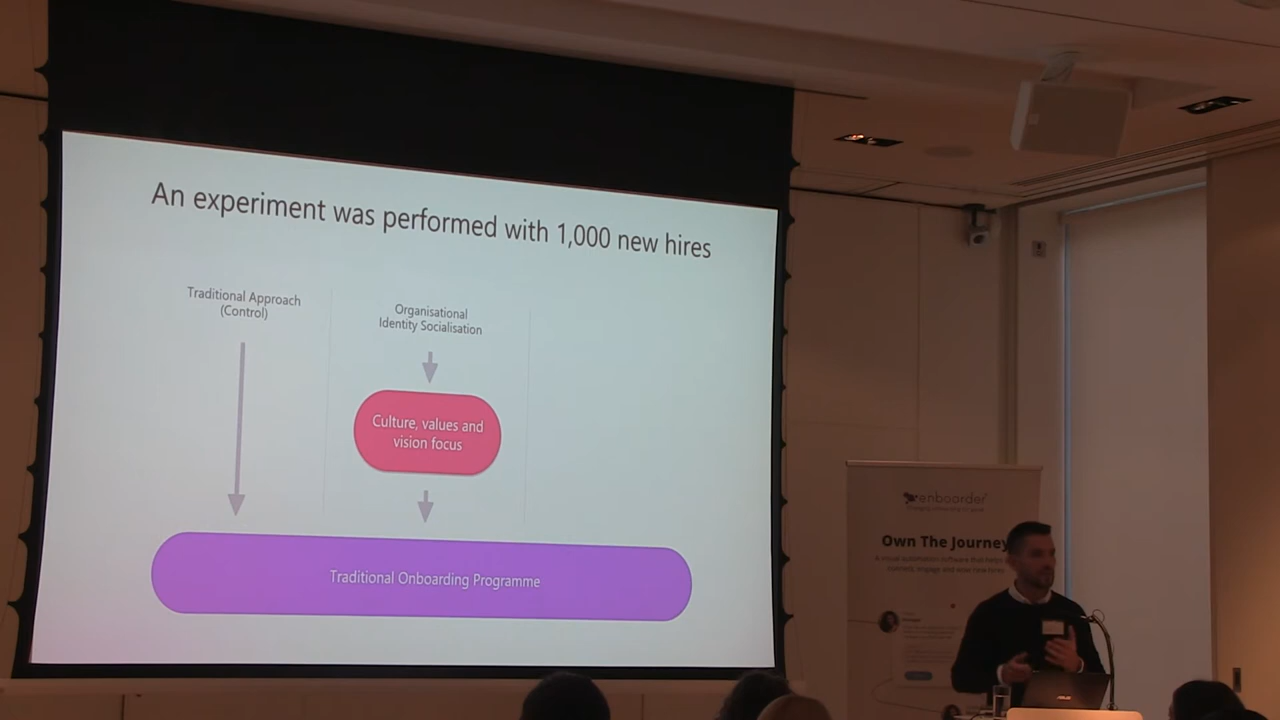 An experiment was performed with 1,000 new hires
Traditional Approach
(Control)
Organisational
Identity Socialisation
Culture, values and
vision focus
Traditional Onboarding Programme
enboarder
Own The Journey
ASUS